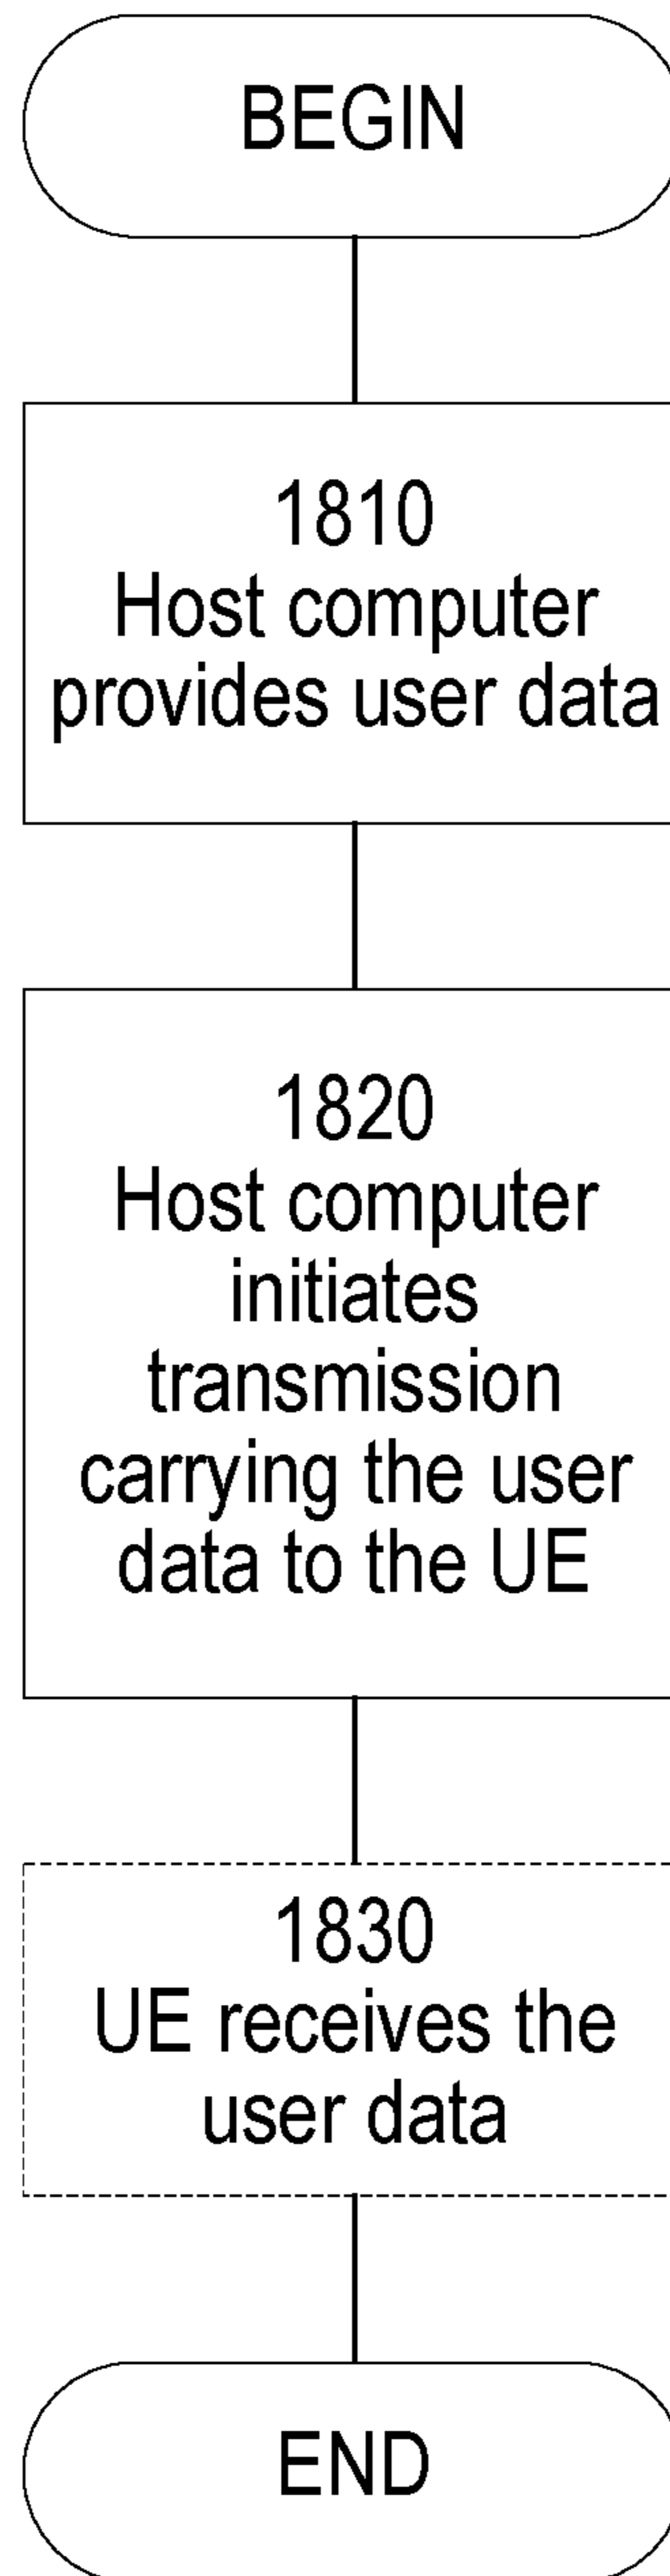 BEGIN
1810
Host computer
provides user data
1820
Host computer
initiates
transmission
carrying the user
data to the UE
1830
UE receives the
user data
END